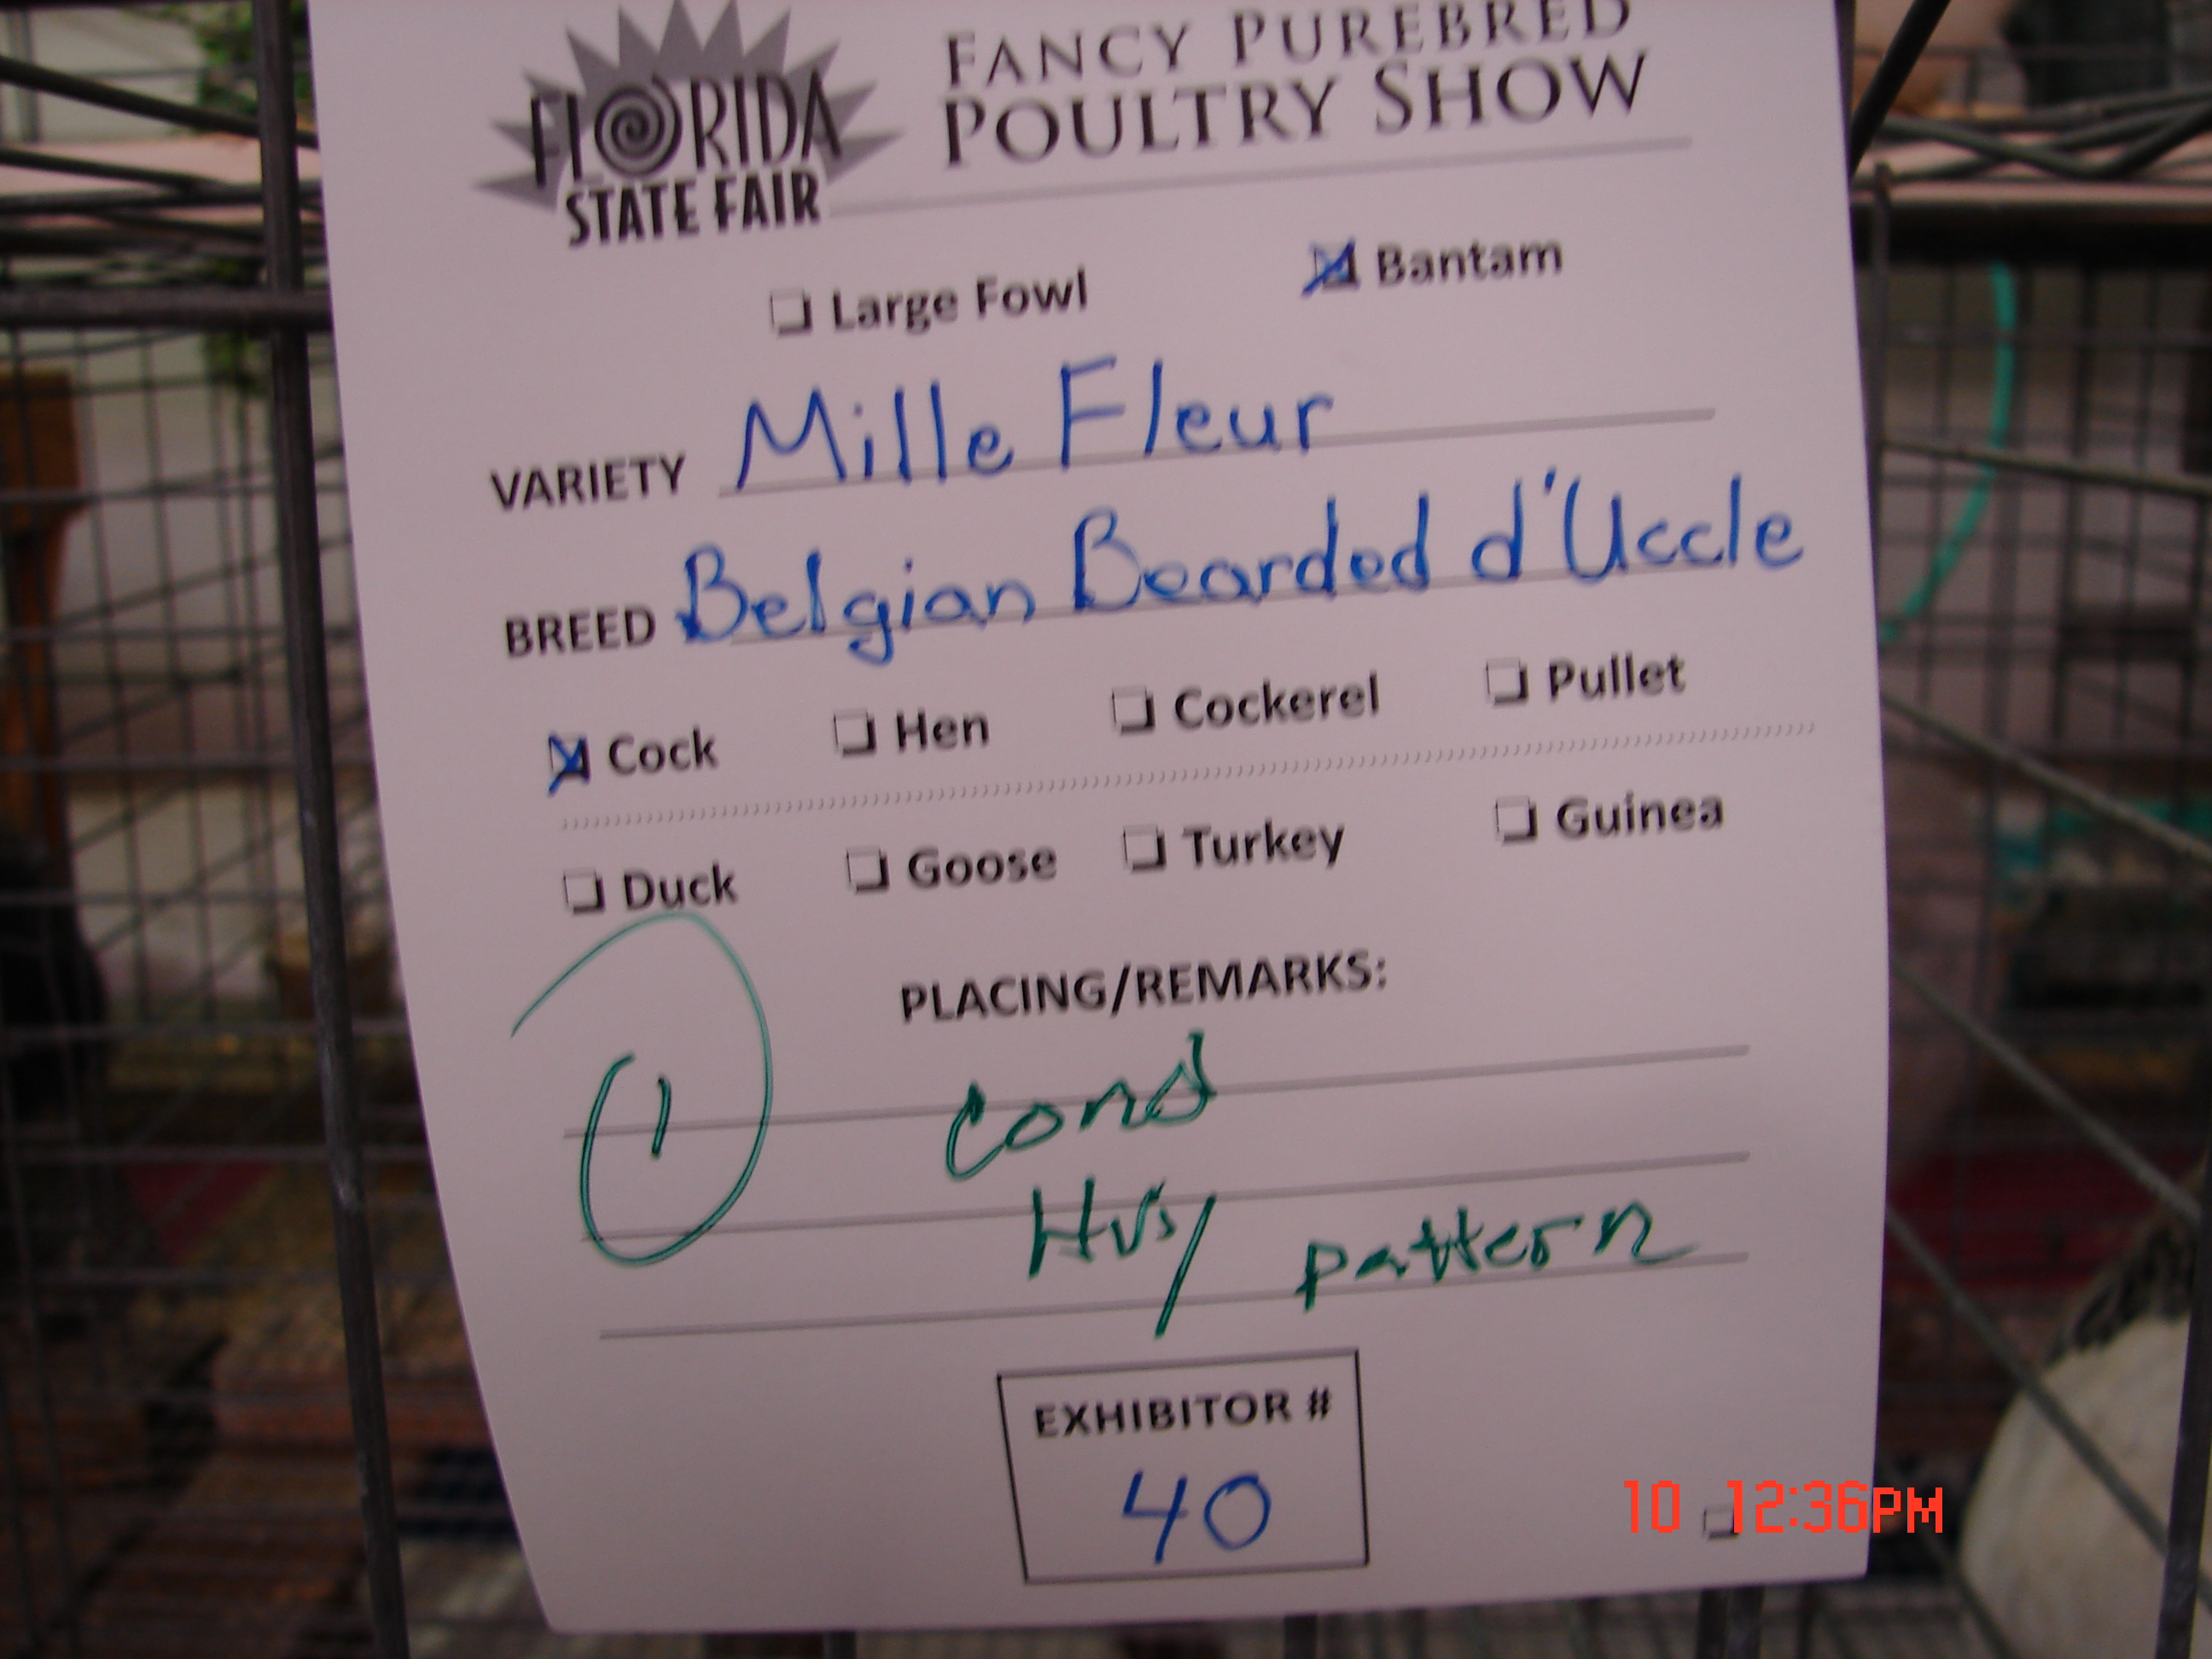 FLORIDA
STATE FAIR
FANCY PUREBRED
POULTRY SHOW
Large Fowl Bantam
VARIETY Mille Fleur
BREED Belgian Bearded d'Uccle
Cock Hen Cockerel Pullet
Duck Goose Turkey Guinea
PLACING/REMARKS:
1 cond
pattern
EXHIBITOR #
40
10 12:36PM